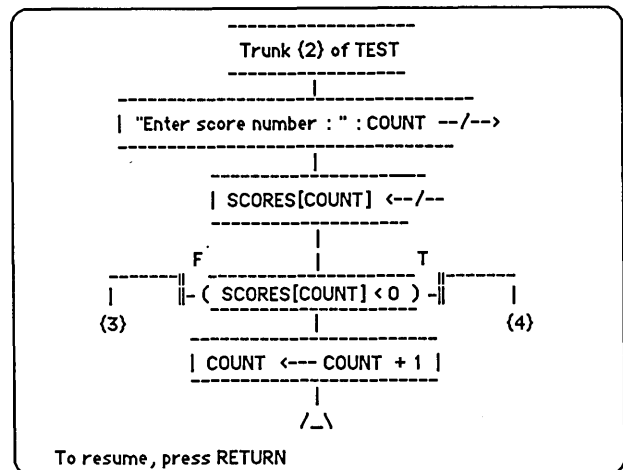 Trunk {2} of TEST
| "Enter score number : " : COUNT --/-->
| SCORES[COUNT] <--/--
F T
( SCORES[COUNT] < 0 )
{3} {4}
| COUNT <--- COUNT + 1 |
/_\
To resume, press RETURN